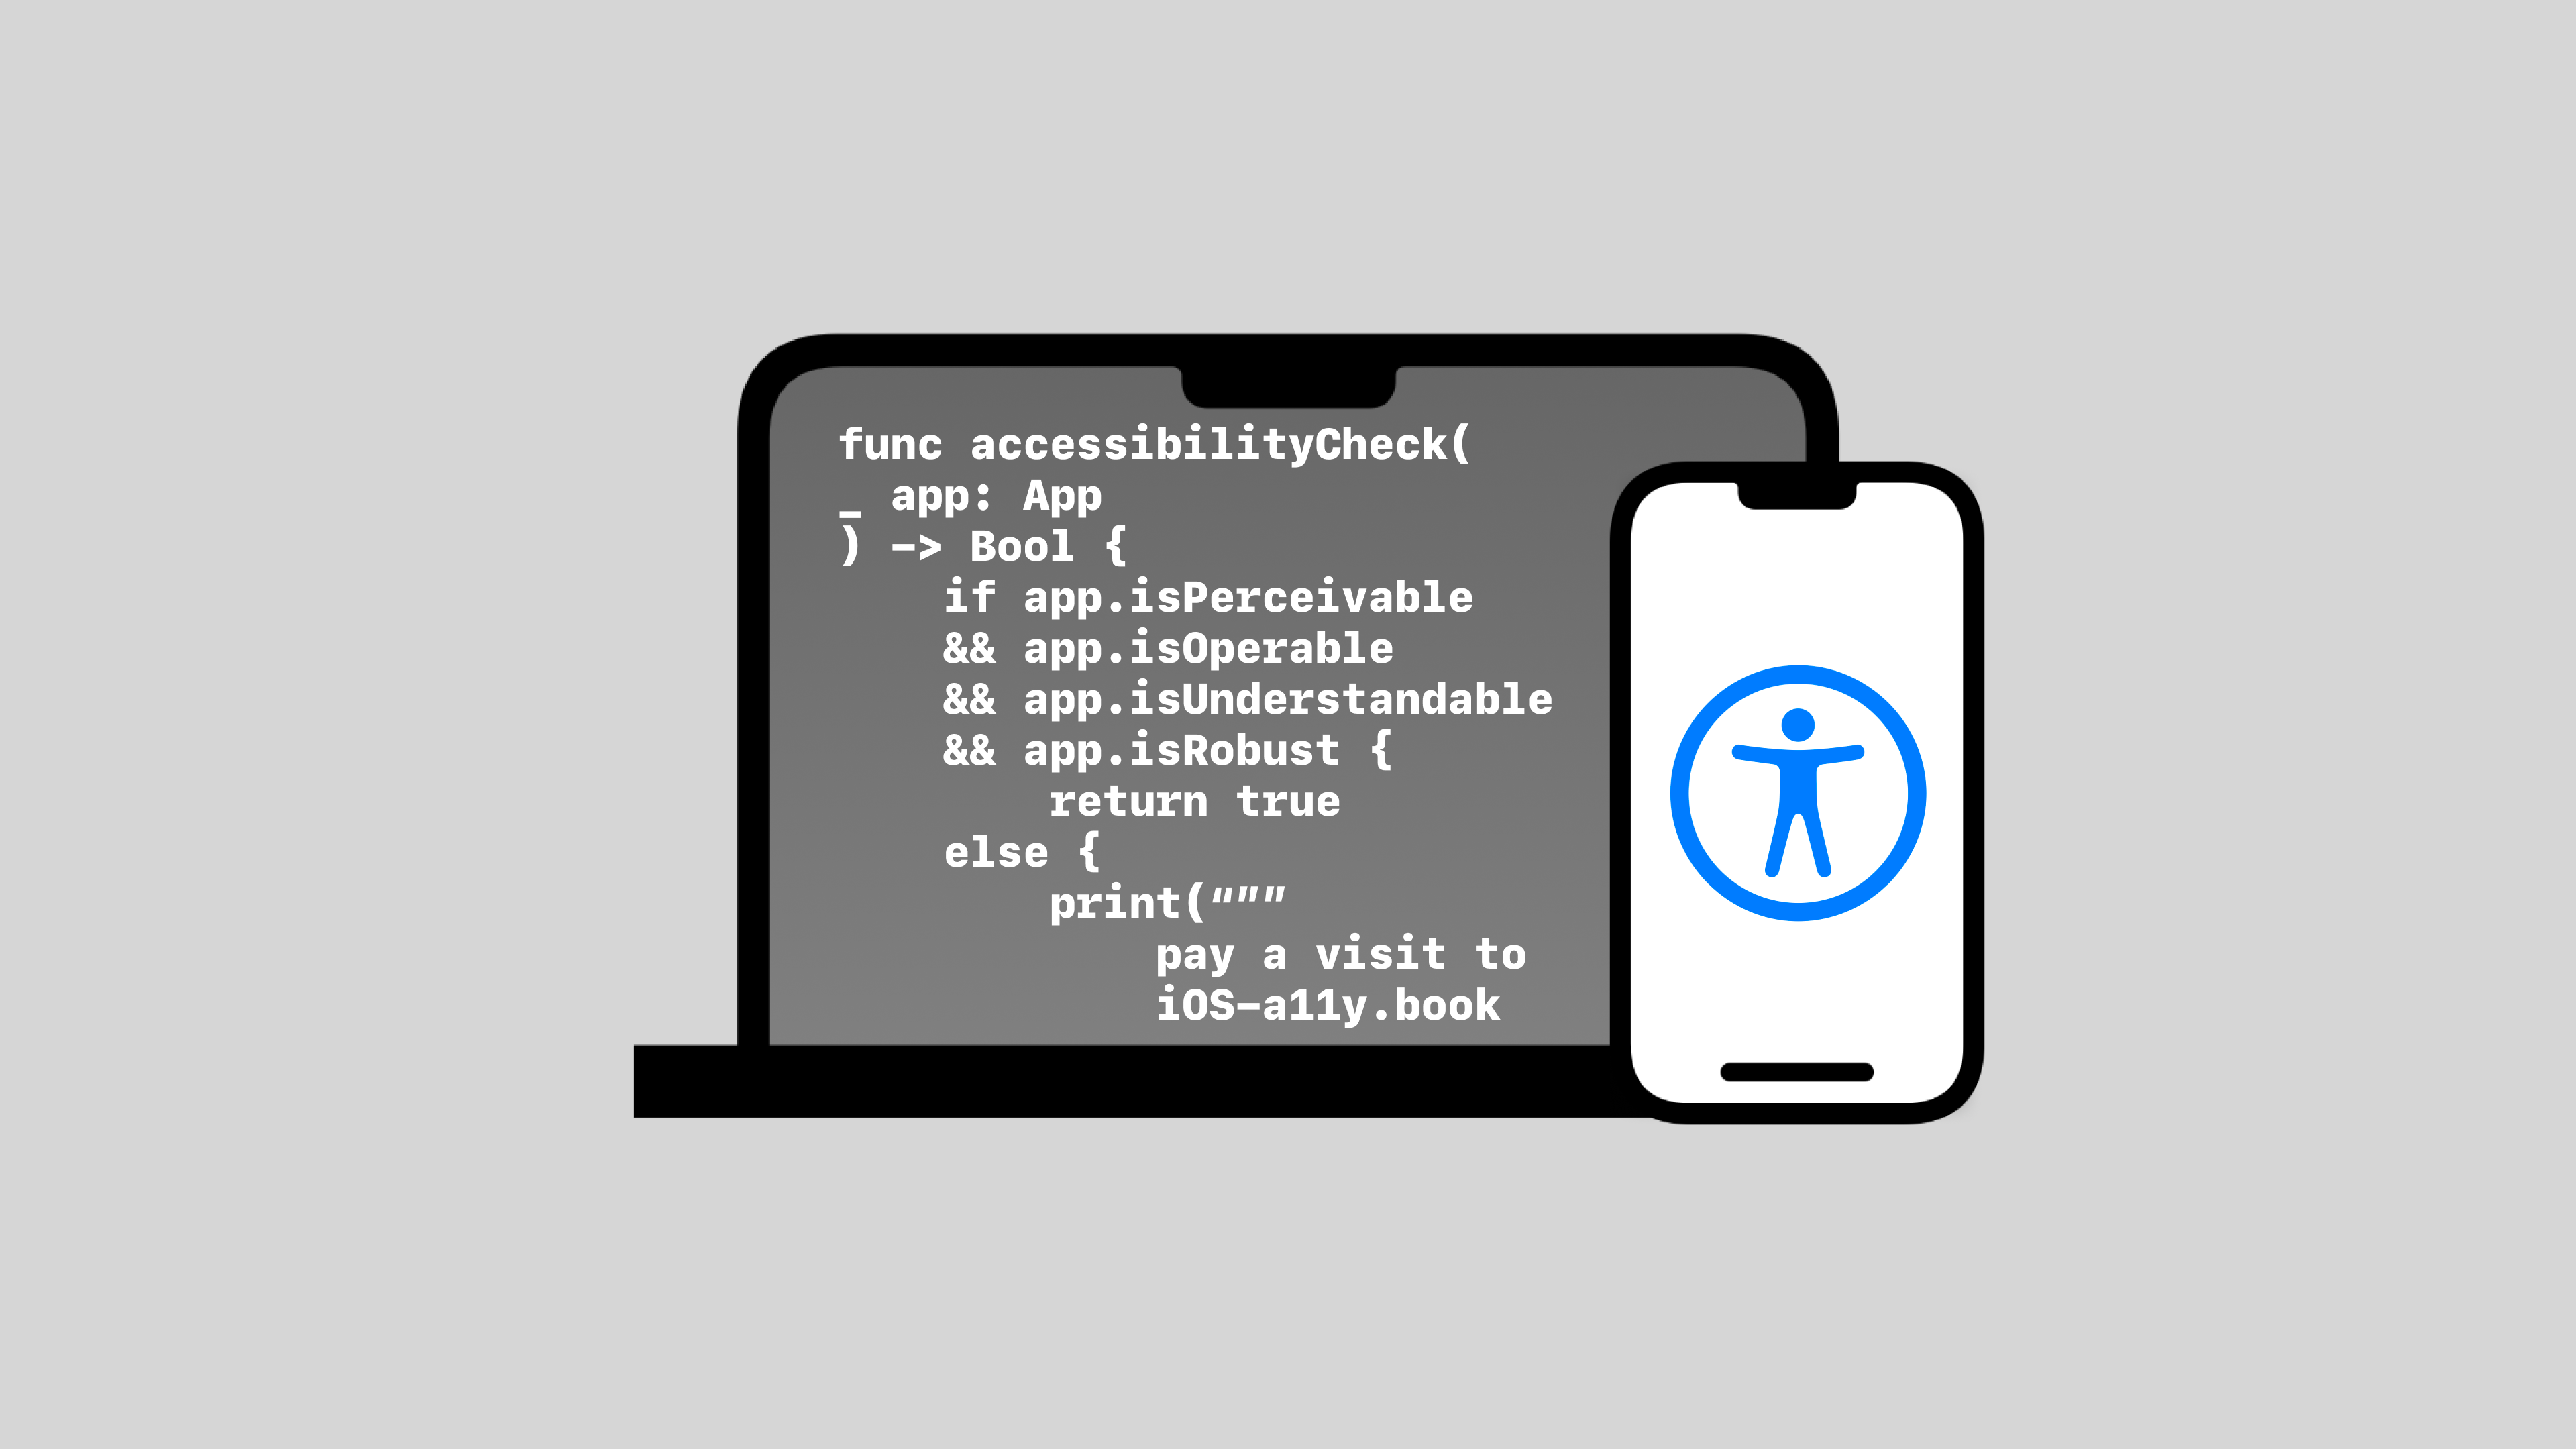 func accessibilityCheck(
_ app: App
) -> Bool {
    if app.isPerceivable
    && app.isOperable
    && app.isUnderstandable
    && app.isRobust {
        return true
    else {
        print(“””
            pay a visit to
            iOS-a11y.book